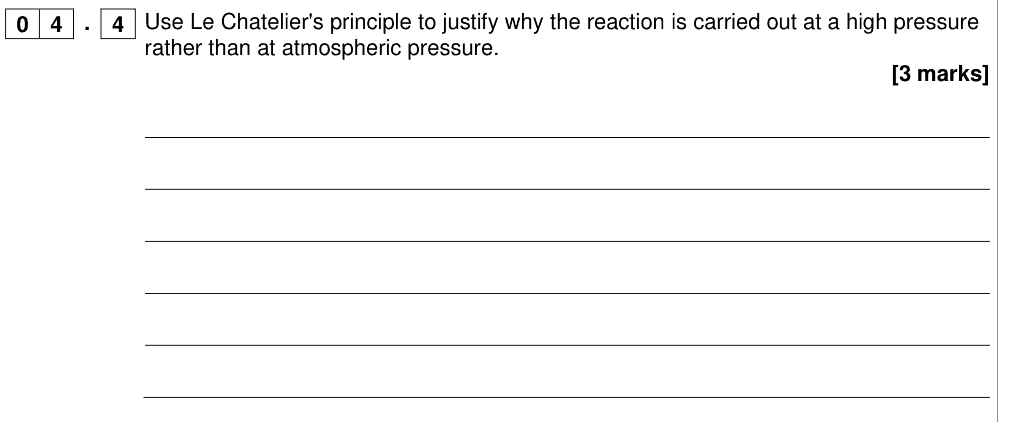 0 4 . 4 Use Le Chatelier's principle to justify why the reaction is carried out at a high pressure
rather than at atmospheric pressure.
[3 marks]